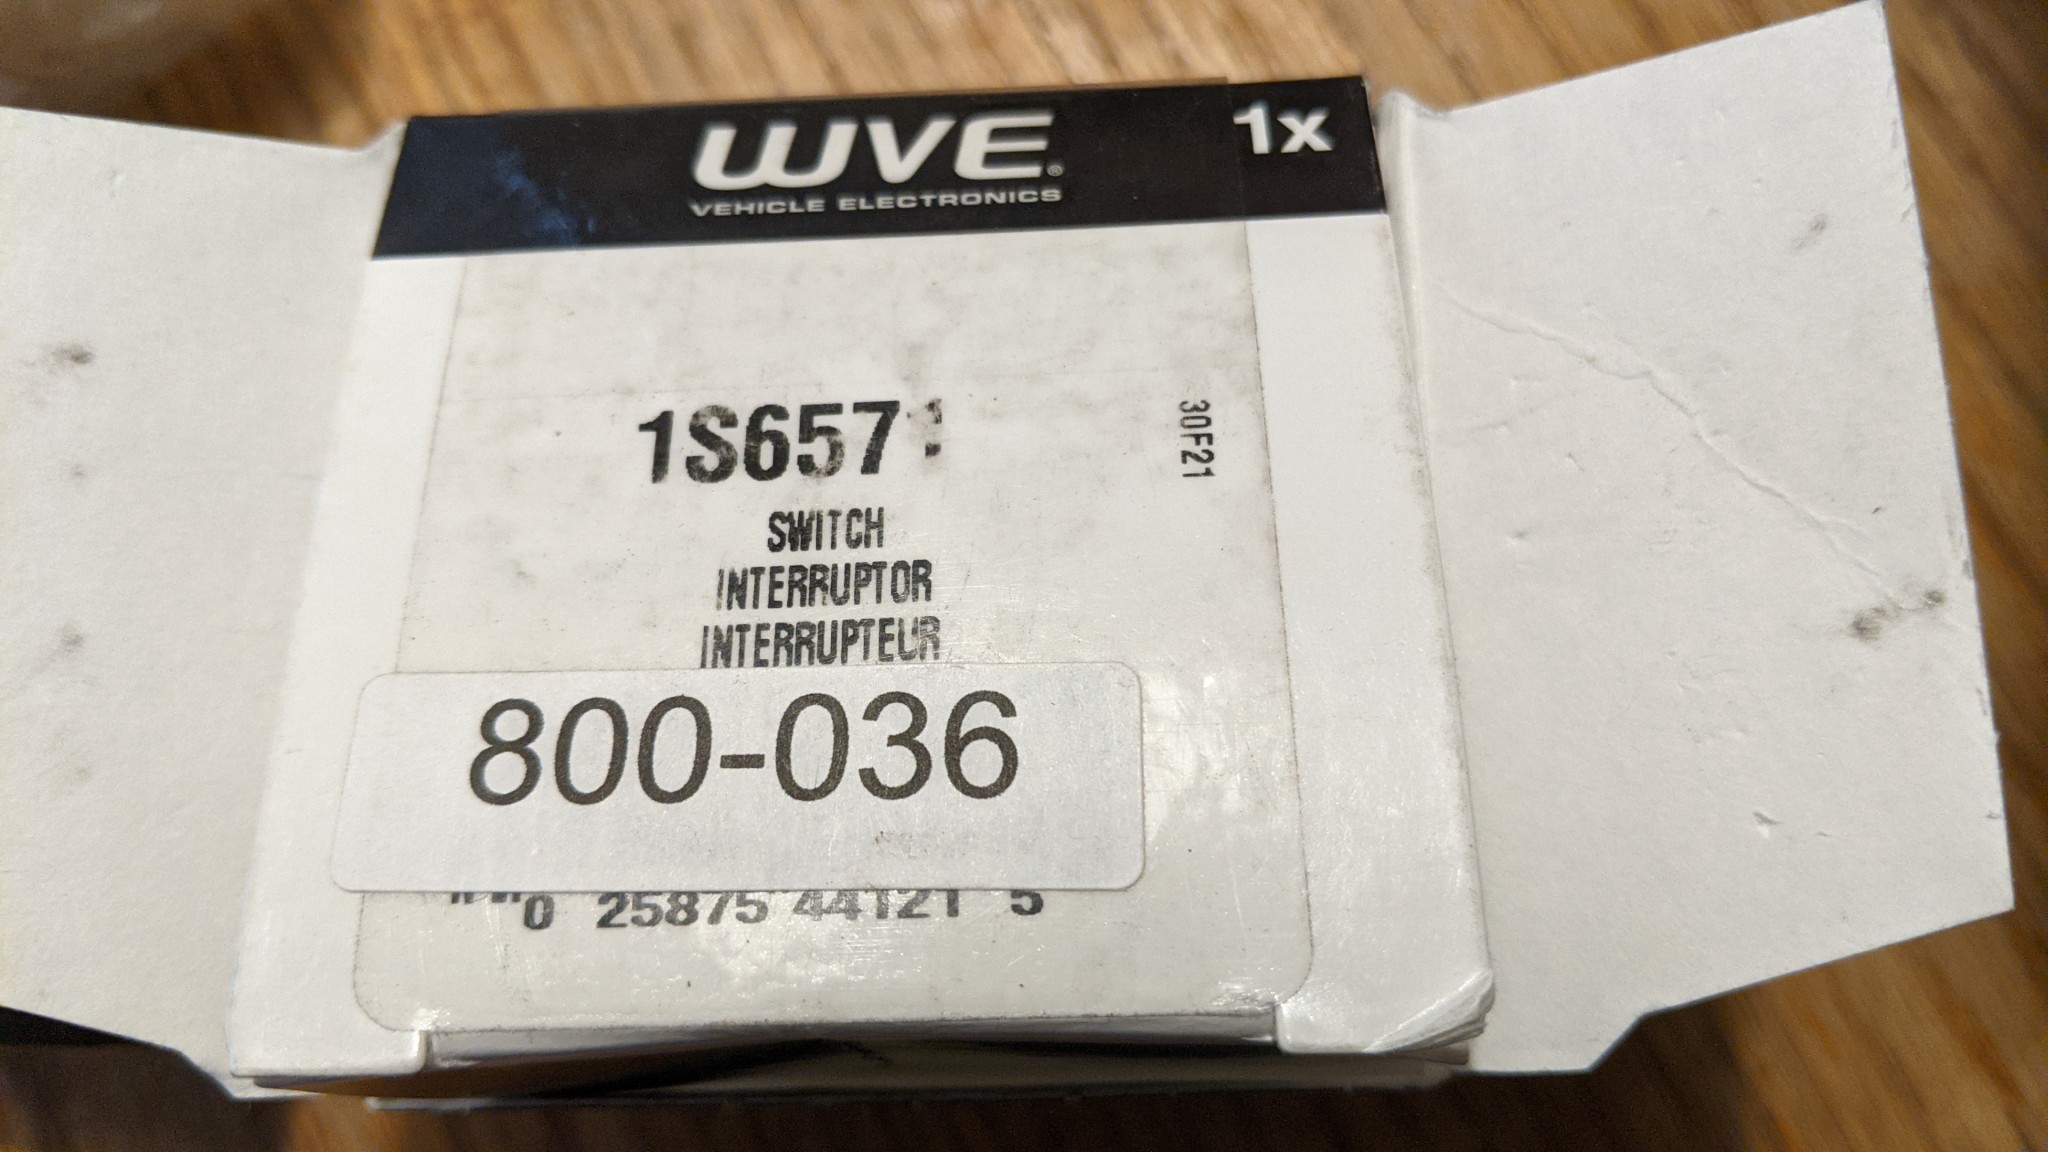 WVE®
VEHICLE ELECTRONICS
1x
1S6571
30F21
SWITCH
INTERRUPTOR
INTERRUPTEUR
800-036
0 25875 44121 5